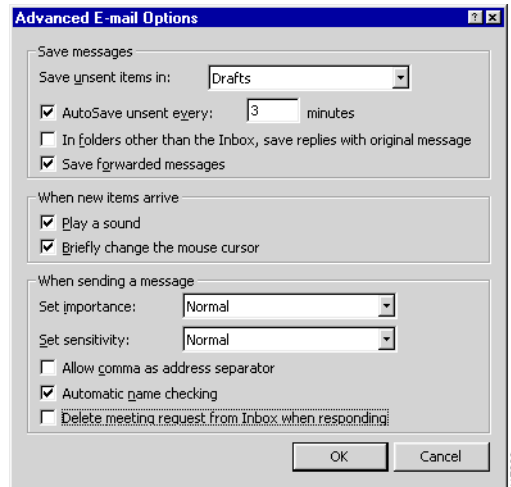 Advanced E-mail Options
Save messages
Save unsent items in: Drafts
AutoSave unsent every: 3 minutes
In folders other than the Inbox, save replies with original message
Save forwarded messages
When new items arrive
Play a sound
Briefly change the mouse cursor
When sending a message
Set importance: Normal
Set sensitivity: Normal
Allow comma as address separator
Automatic name checking
Delete meeting request from Inbox when responding
OK Cancel